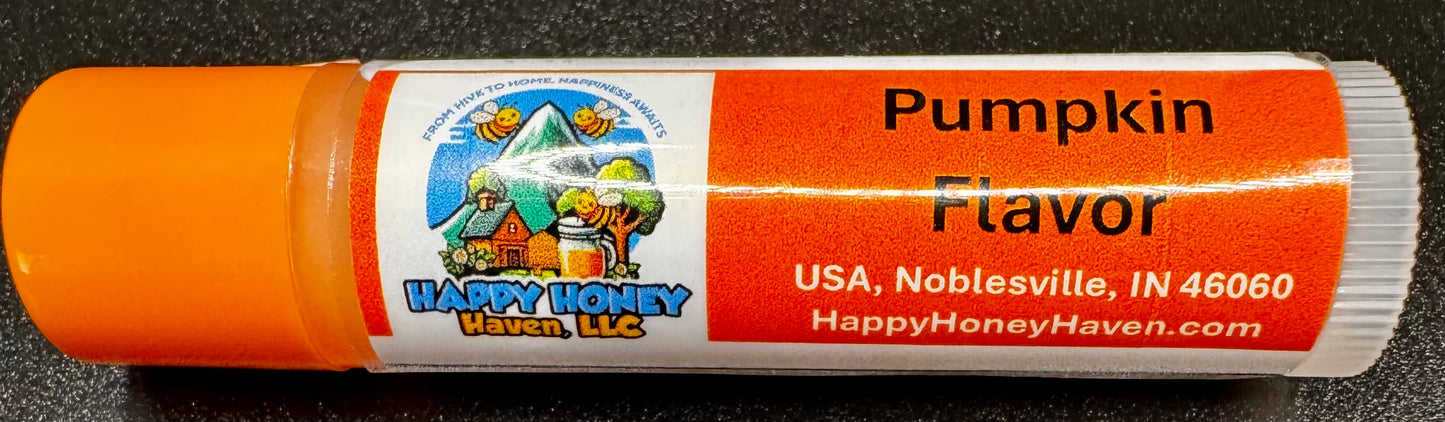 FROM HIVE TO HOME, HAPPINESS AWAITS
HAPPY HONEY
Haven, LLC
Pumpkin
Flavor
USA, Noblesville, IN 46060
HappyHoneyHaven.com